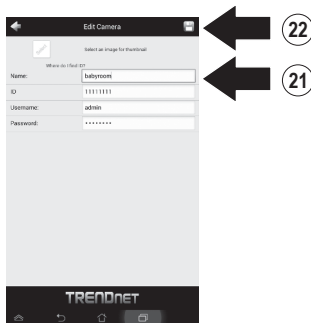 Edit Camera
22
Select an image for thumbnail
Where do I find ID?
Name: babyroom
21
ID 11111111
Username: admin
Password: ••••••••
TRENDNET